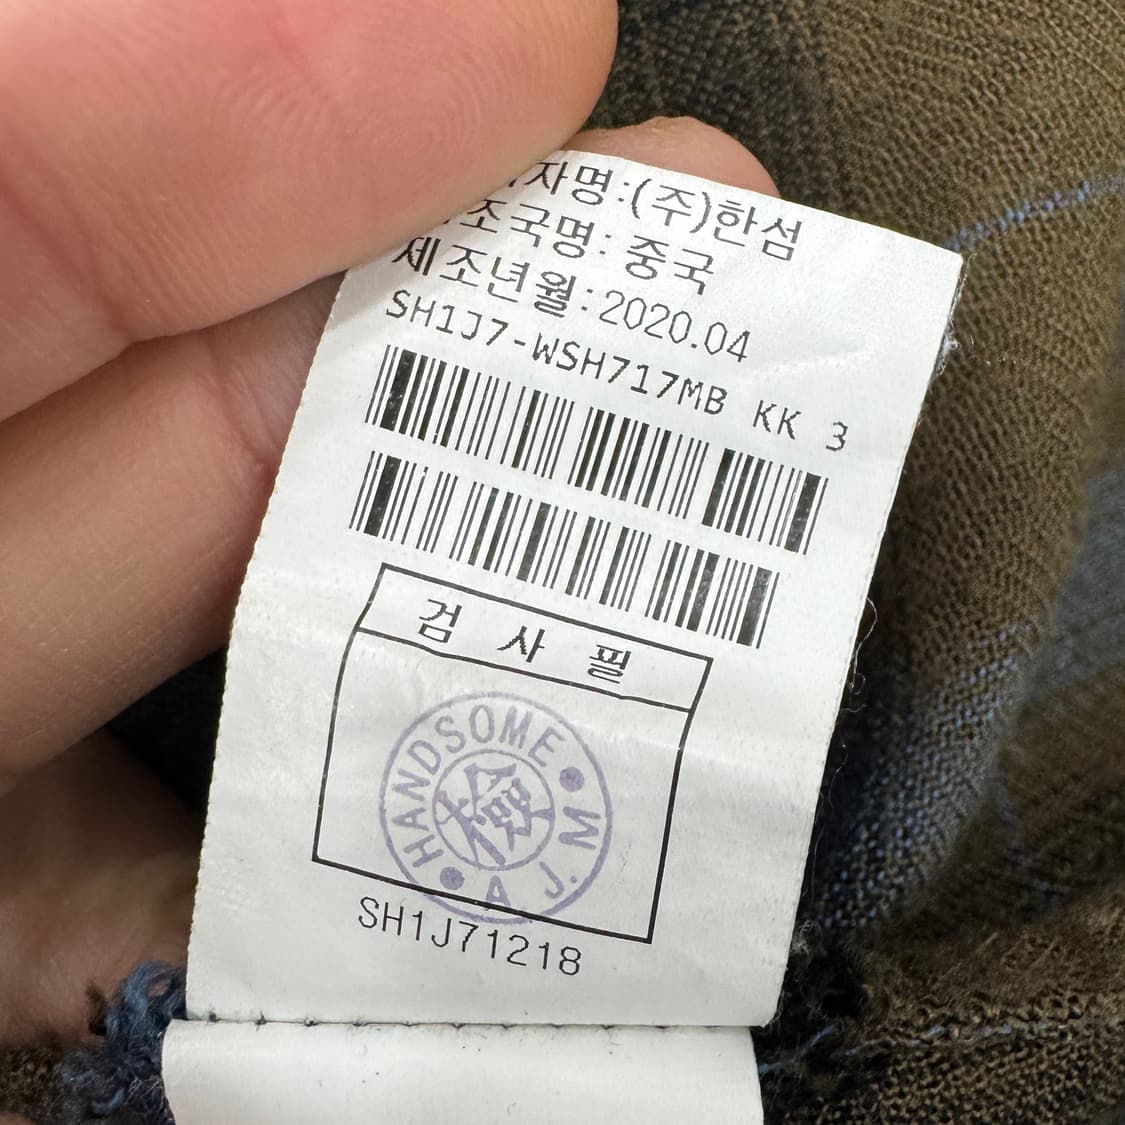 자명:(주)한섬
조국명: 중국
제조년월:2020.04
SH1J7-WSH717MB KK 3
검 사 필
HANDSOME • A J.M •
檢
SH1J71218